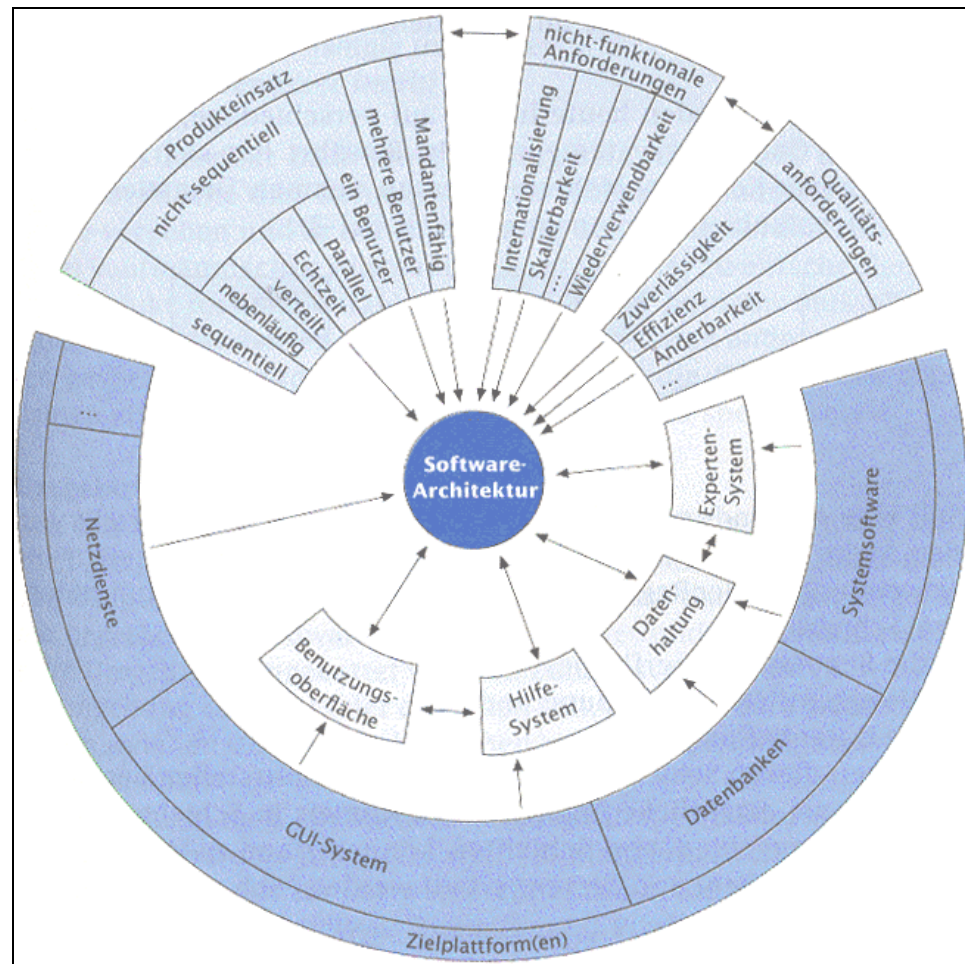 Produkteinsatz
nicht-sequentiell
sequentiell
nebenläufig
verteilt
Echtzeit
parallel
ein Benutzer
mehrere Benutzer
Mandantenfähig
nicht-funktionale
Anforderungen
Internationalisierung
Skalierbarkeit
...
Wiederverwendbarkeit
Qualitäts-
anforderungen
Zuverlässigkeit
Effizienz
Änderbarkeit
...
Software-
Architektur
Experten-
System
Daten-
haltung
Hilfe-
System
Benutzungs-
oberfläche
...
Netzdienste
GUI-System
Datenbanken
Systemsoftware
Zielplattform(en)